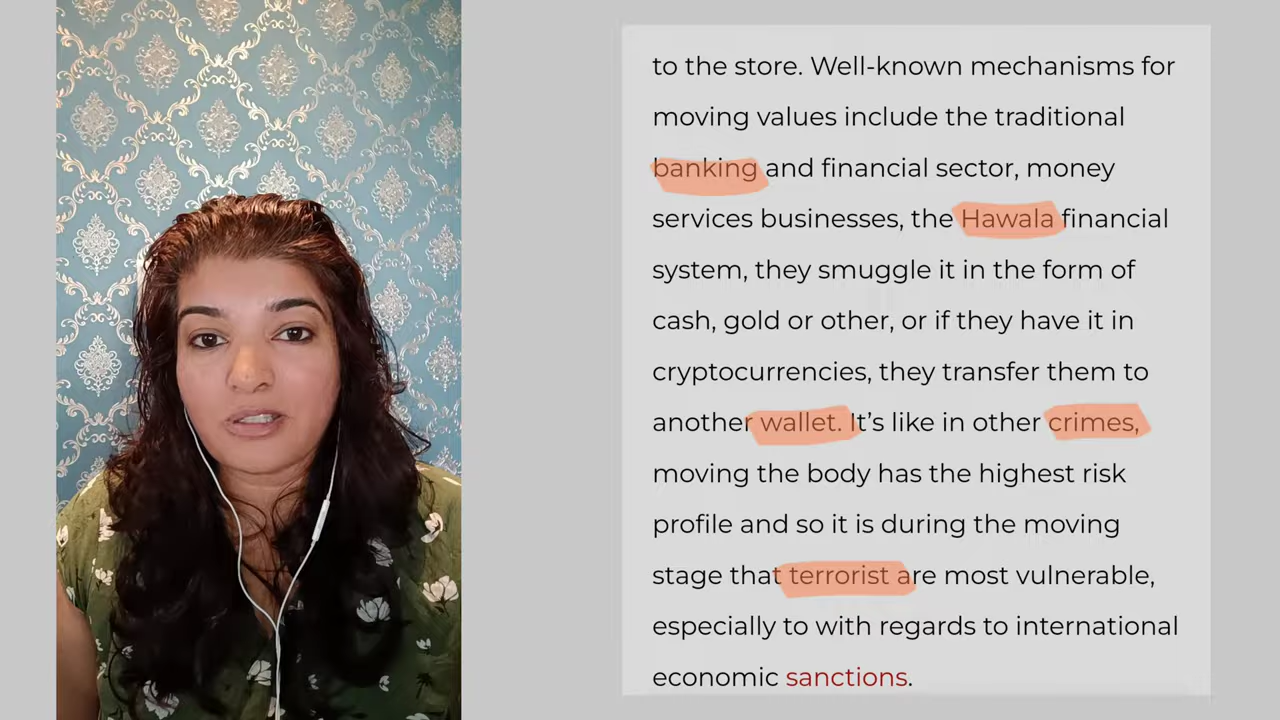 to the store. Well-known mechanisms for
moving values include the traditional
banking and financial sector, money
services businesses, the Hawala financial
system, they smuggle it in the form of
cash, gold or other, or if they have it in
cryptocurrencies, they transfer them to
another wallet. It’s like in other crimes,
moving the body has the highest risk
profile and so it is during the moving
stage that terrorist are most vulnerable,
especially to with regards to international
economic sanctions.